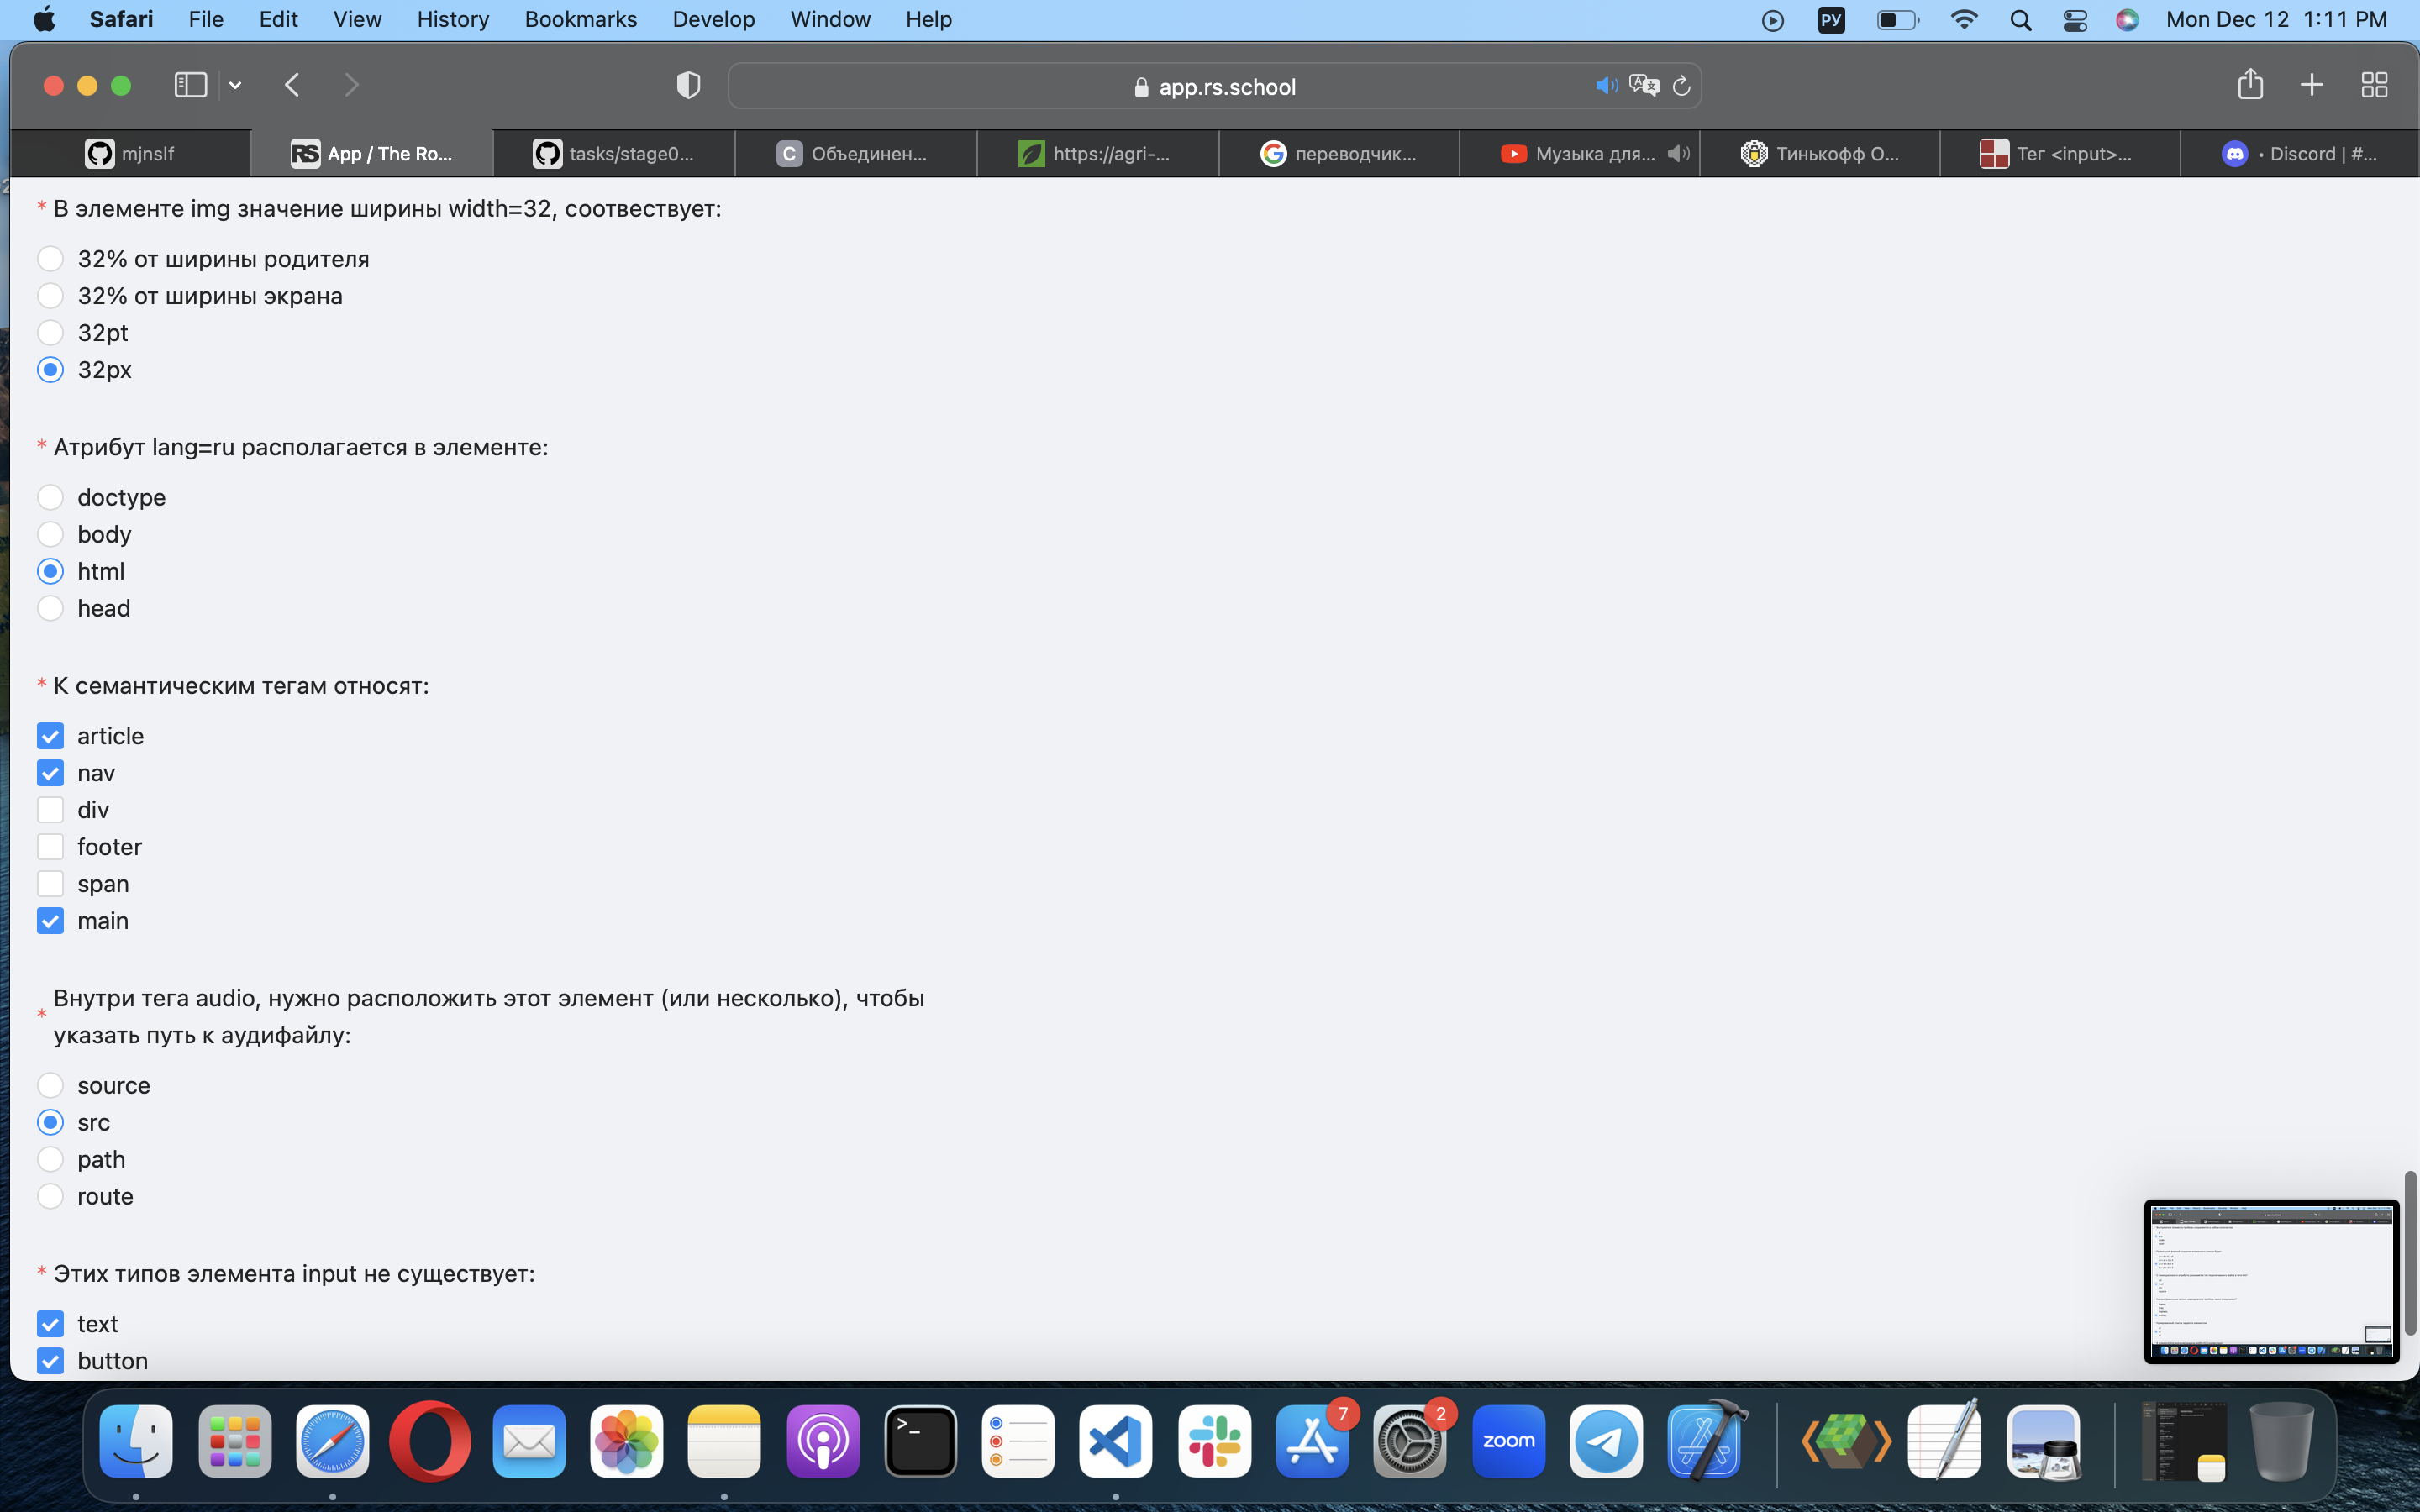 Safari File Edit View History Bookmarks Develop Window Help РУ Mon Dec 12 1:11 PM
app.rs.school
mjnslf RS App / The Ro... tasks/stage0... C Объединен... https://agri-... переводчик... Музыка для... Тинькофф О... Тег <input>... • Discord | #...
* В элементе img значение ширины width=32, соотвествует:
32% от ширины родителя
32% от ширины экрана
32pt
32px
* Атрибут lang=ru располагается в элементе:
doctype
body
html
head
* К семантическим тегам относят:
article
nav
div
footer
span
main
* Внутри тега audio, нужно расположить этот элемент (или несколько), чтобы
указать путь к аудифайлу:
source
src
path
route
* Этих типов элемента input не существует:
text
button
7 2
zoom